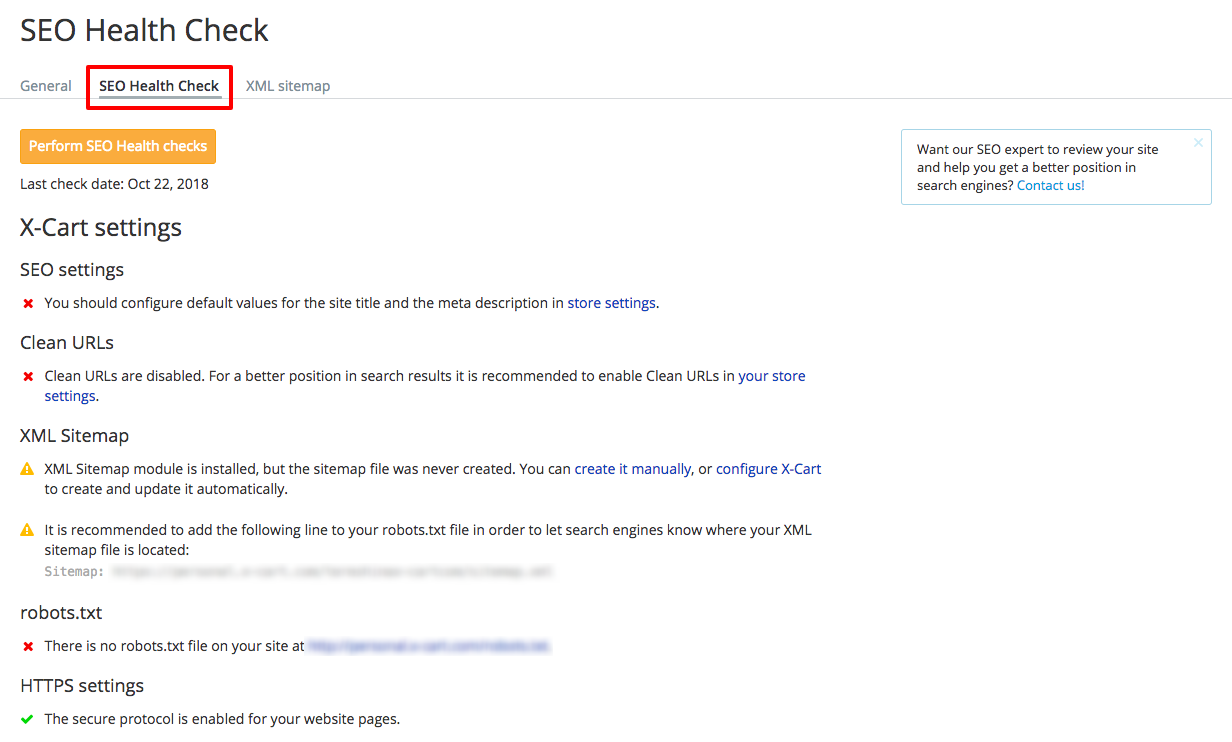 SEO Health Check
General SEO Health Check XML sitemap
Perform SEO Health checks
Last check date: Oct 22, 2018
Want our SEO expert to review your site
and help you get a better position in
search engines? Contact us!
X-Cart settings
SEO settings
You should configure default values for the site title and the meta description in store settings.
Clean URLs
Clean URLs are disabled. For a better position in search results it is recommended to enable Clean URLs in your store
settings.
XML Sitemap
XML Sitemap module is installed, but the sitemap file was never created. You can create it manually, or configure X-Cart
to create and update it automatically.
It is recommended to add the following line to your robots.txt file in order to let search engines know where your XML
sitemap file is located:
Sitemap:
robots.txt
There is no robots.txt file on your site at
HTTPS settings
The secure protocol is enabled for your website pages.